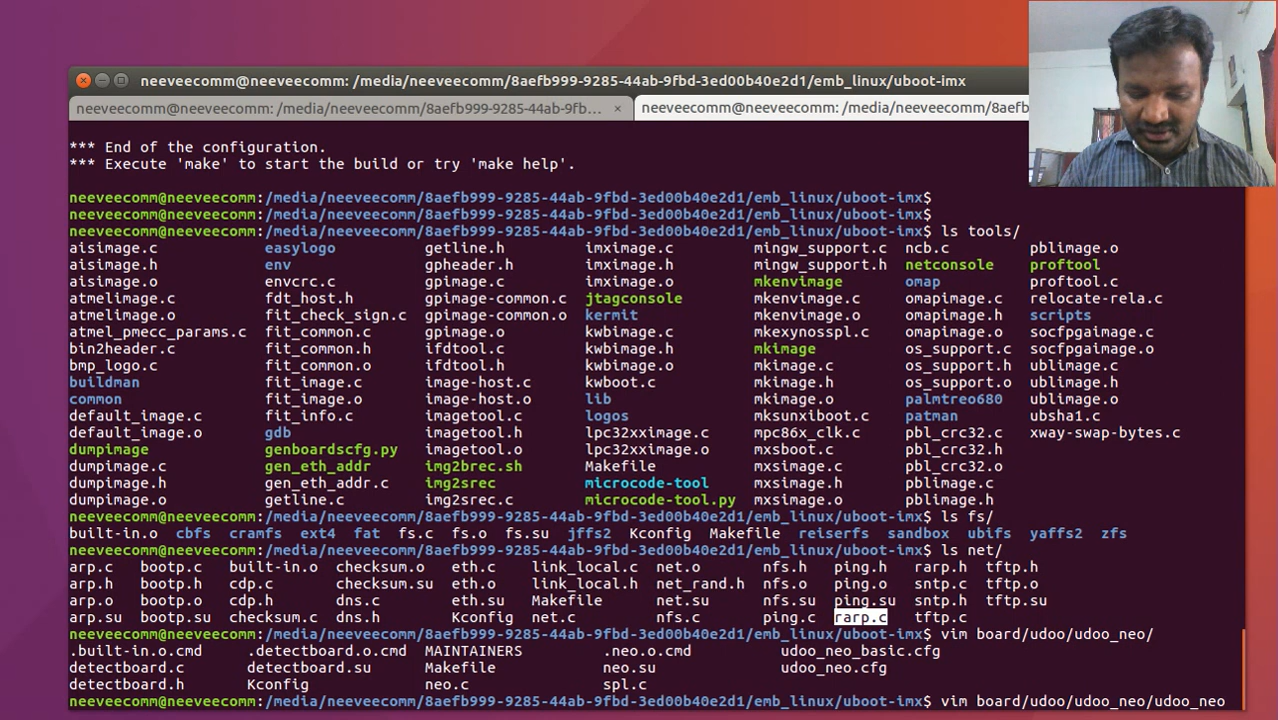 neeveecomm@neeveecomm: /media/neeveecomm/8aefb999-9285-44ab-9fbd-3ed00b40e2d1/emb_linux/uboot-imx
neeveecomm@neeveecomm: /media/neeveecomm/8aefb999-9285-44ab-9fb... × neeveecomm@neeveecomm: /media/neeveecomm/8aefb
*** End of the configuration.
*** Execute 'make' to start the build or try 'make help'.
neeveecomm@neeveecomm:/media/neeveecomm/8aefb999-9285-44ab-9fbd-3ed00b40e2d1/emb_linux/uboot-imx$
neeveecomm@neeveecomm:/media/neeveecomm/8aefb999-9285-44ab-9fbd-3ed00b40e2d1/emb_linux/uboot-imx$
neeveecomm@neeveecomm:/media/neeveecomm/8aefb999-9285-44ab-9fbd-3ed00b40e2d1/emb_linux/uboot-imx$ ls tools/
aisimage.c easylogo getline.h imximage.c mingw_support.c ncb.c pblimage.o
aisimage.h env gpheader.h imximage.h mingw_support.h netconsole proftool
aisimage.o envcrc.c gpimage.c imximage.o mkenvimage omap proftool.c
atmelimage.c fdt_host.h gpimage-common.c jtagconsole mkenvimage.c omapimage.c relocate-rela.c
atmelimage.o fit_check_sign.c gpimage-common.o kermit mkenvimage.o omapimage.h scripts
atmel_pmecc_params.c fit_common.c gpimage.o kwbimage.c mkexynosspl.c omapimage.o socfpgaimage.c
bin2header.c fit_common.h ifdtool.c kwbimage.h mkimage os_support.c socfpgaimage.o
bmp_logo.c fit_common.o ifdtool.h kwbimage.o mkimage.c os_support.h ublimage.c
buildman fit_image.c image-host.c kwboot.c mkimage.h os_support.o ublimage.h
common fit_image.o image-host.o lib mkimage.o palmtreo680 ublimage.o
default_image.c fit_info.c imagetool.c logos mksunxiboot.c patman ubsha1.c
default_image.o gdb imagetool.h lpc32xximage.c mpc86x_clk.c pbl_crc32.c xway-swap-bytes.c
dumpimage genboardscfg.py imagetool.o lpc32xximage.o mxsboot.c pbl_crc32.h
dumpimage.c gen_eth_addr img2brec.sh Makefile mxsimage.c pbl_crc32.o
dumpimage.h gen_eth_addr.c img2srec microcode-tool mxsimage.h pblimage.c
dumpimage.o getline.c img2srec.c microcode-tool.py mxsimage.o pblimage.h
neeveecomm@neeveecomm:/media/neeveecomm/8aefb999-9285-44ab-9fbd-3ed00b40e2d1/emb_linux/uboot-imx$ ls fs/
built-in.o cbfs cramfs ext4 fat fs.c fs.o fs.su jffs2 Kconfig Makefile reiserfs sandbox ubifs yaffs2 zfs
neeveecomm@neeveecomm:/media/neeveecomm/8aefb999-9285-44ab-9fbd-3ed00b40e2d1/emb_linux/uboot-imx$ ls net/
arp.c bootp.c built-in.o checksum.o eth.c link_local.c net.o nfs.h ping.h rarp.h tftp.h
arp.h bootp.h cdp.c checksum.su eth.o link_local.h net_rand.h nfs.o ping.o sntp.c tftp.o
arp.o bootp.o cdp.h dns.c eth.su Makefile net.su nfs.su ping.su sntp.h tftp.su
arp.su bootp.su checksum.c dns.h Kconfig net.c nfs.c ping.c rarp.c tftp.c
neeveecomm@neeveecomm:/media/neeveecomm/8aefb999-9285-44ab-9fbd-3ed00b40e2d1/emb_linux/uboot-imx$ vim board/udoo/udoo_neo/
.built-in.o.cmd .detectboard.o.cmd MAINTAINERS .neo.o.cmd udoo_neo_basic.cfg
detectboard.c detectboard.su Makefile neo.su udoo_neo.cfg
detectboard.h Kconfig neo.c spl.c
neeveecomm@neeveecomm:/media/neeveecomm/8aefb999-9285-44ab-9fbd-3ed00b40e2d1/emb_linux/uboot-imx$ vim board/udoo/udoo_neo/udoo_neo